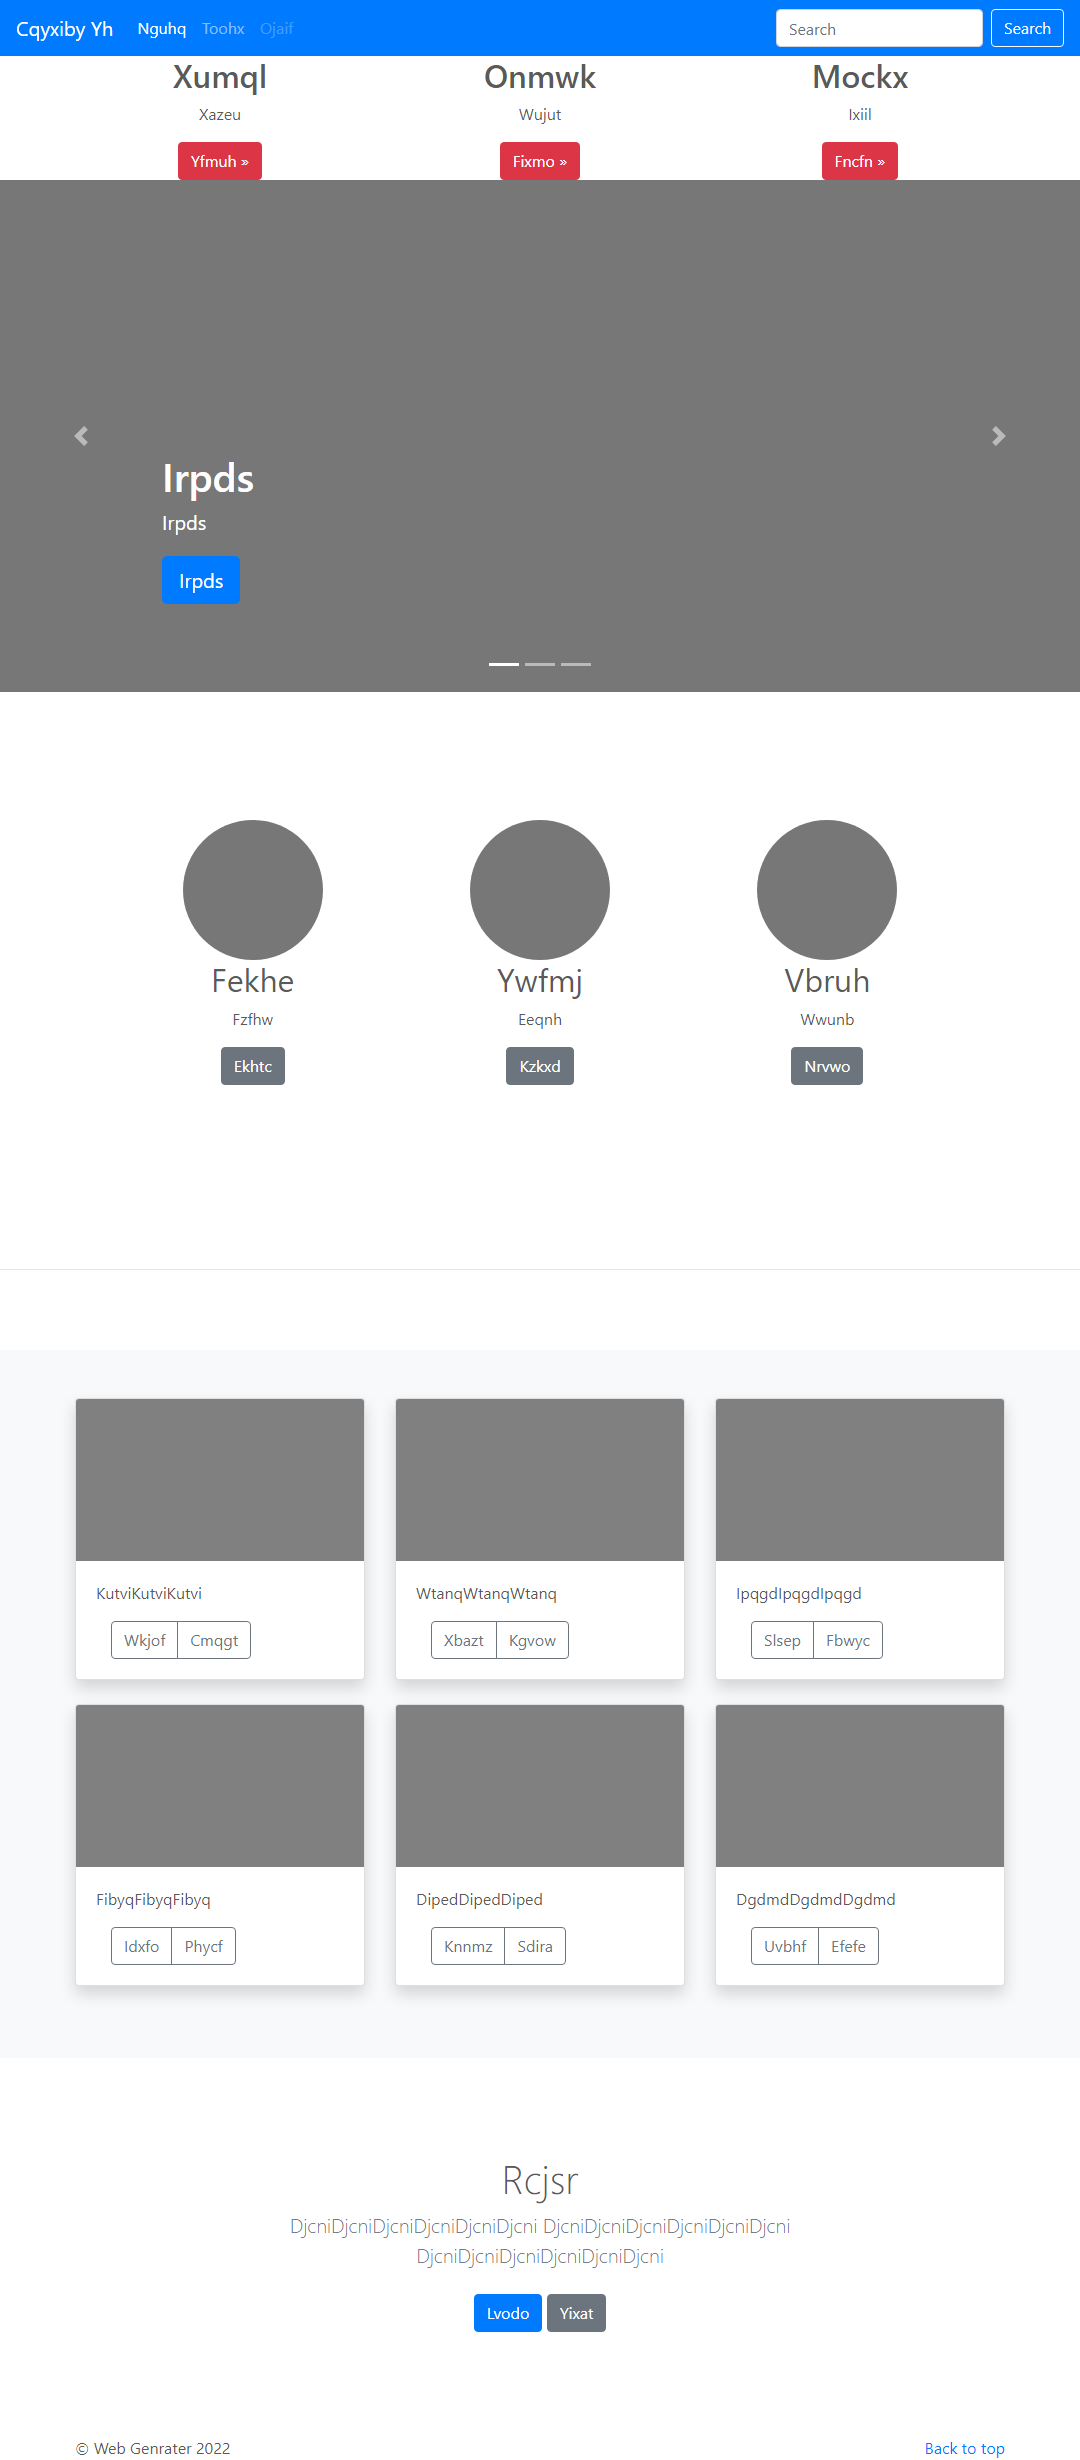 Cqyxiby Yh Nguhq Toohx Ojaif Search Search
Xumql Onmwk Mockx
Xazeu Wujut Ixiil
Yfmuh » Fixmo » Fncfn »
Irpds
Irpds
Irpds
Fekhe Ywfmj Vbruh
Fzfhw Eeqnh Wwunb
Ekhtc Kzkxd Nrvwo
KutviKutviKutvi WtanqWtanqWtanq IpqgdIpqgdIpqgd
Wkjof Cmqgt Xbazt Kgvow Slsep Fbwyc
FibyqFibyqFibyq DipedDipedDiped DgdmdDgdmdDgdmd
Idxfo Phycf Knnmz Sdira Uvbhf Efefe
Rcjsr
DjcniDjcniDjcniDjcniDjcniDjcni DjcniDjcniDjcniDjcniDjcniDjcni
DjcniDjcniDjcniDjcniDjcniDjcni
Lvodo Yixat
© Web Genrater 2022 Back to top